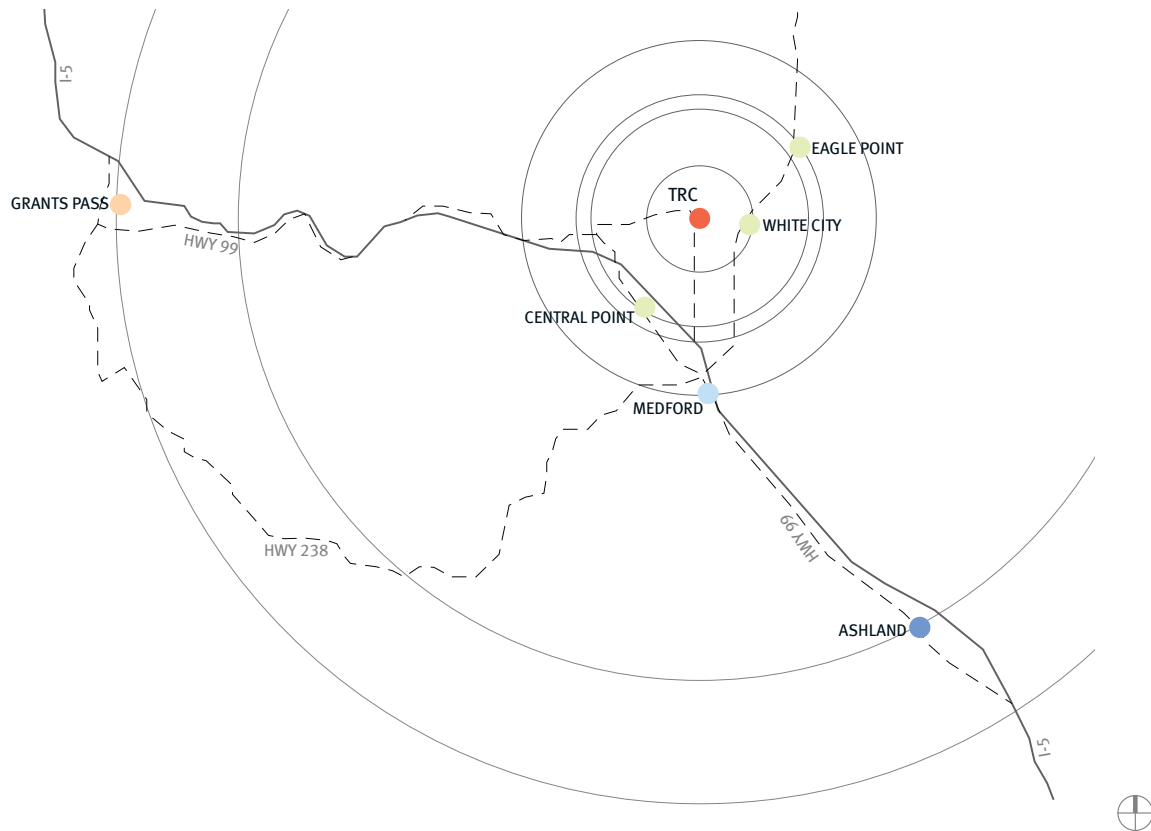 I-5
EAGLE POINT
TRC
GRANTS PASS
WHITE CITY
HWY 99
CENTRAL POINT
MEDFORD
HWY 99
HWY 238
ASHLAND
I-5